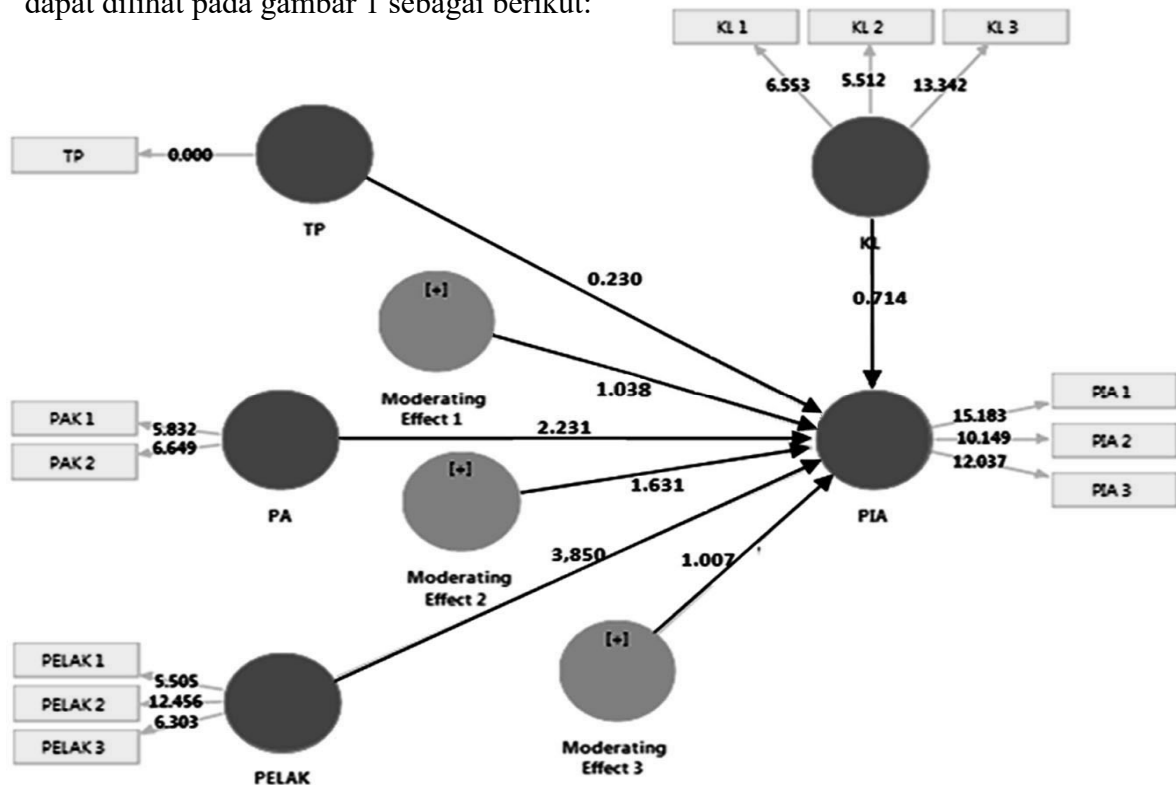 dapat dilihat pada gambar 1 sebagai berikut:
KL 1
KL 2
KL 3
6.553
5.512
13.342
TP
0.000
TP
KL
0.230
0.714
[+]
Moderating
Effect 1
1.038
PAK 1
PAK 2
5.832
6.649
PA
2.231
PIA 1
PIA 2
PIA 3
15.183
10.149
12.037
PIA
[+]
Moderating
Effect 2
1.631
3,850
1.007
PELAK 1
PELAK 2
PELAK 3
5.505
12.456
6.303
PELAK
[+]
Moderating
Effect 3